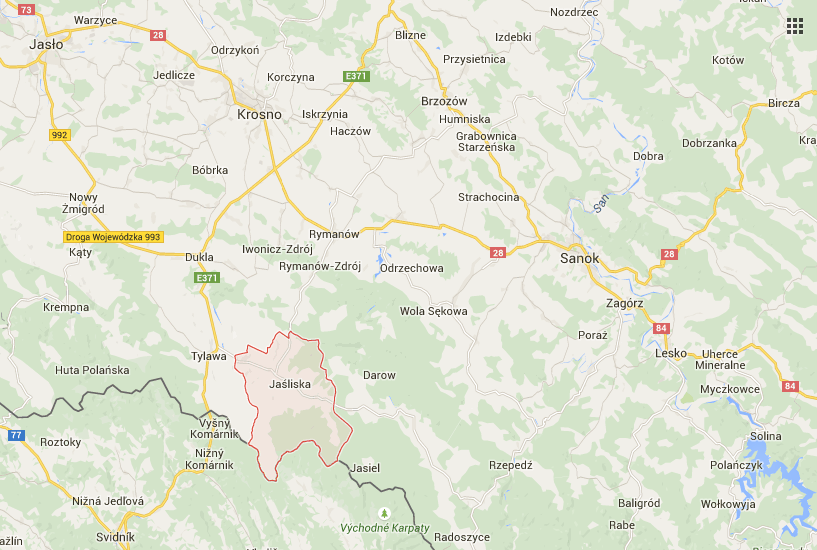 73
Warzyce
Nozdrzec
Jasło
28
Blizne
Izdebki
Odrzykoń
Przysietnica
Kotów
Jedlicze
Korczyna
E371
Brzozów
Bircza
Krosno
Iskrzynia
Humniska
992
Haczów
Grabownica
Starzeńska
Dobrzanka
Dobra
Bóbrka
Nowy
Żmigród
Strachocina
San
Droga Wojewódzka 993
Rymanów
Kąty
Dukla
Iwonicz-Zdrój
28
Sanok
28
Rymanów-Zdrój
Odrzechowa
E371
Krempna
Wola Sękowa
Zagórz
84
Poraż
Tylawa
Lesko
Uherce
Mineralne
Huta Polańska
Darow
Jaśliska
Myczkowce
84
Vyšný
Komárnik
77
Roztoky
Solina
Nižný
Komárnik
Jasiel
Rzepedź
Polańczyk
Nižná Jedľová
Baligród
Wołkowyja
Východné Karpaty
Rabe
Svidník
Radoszyce